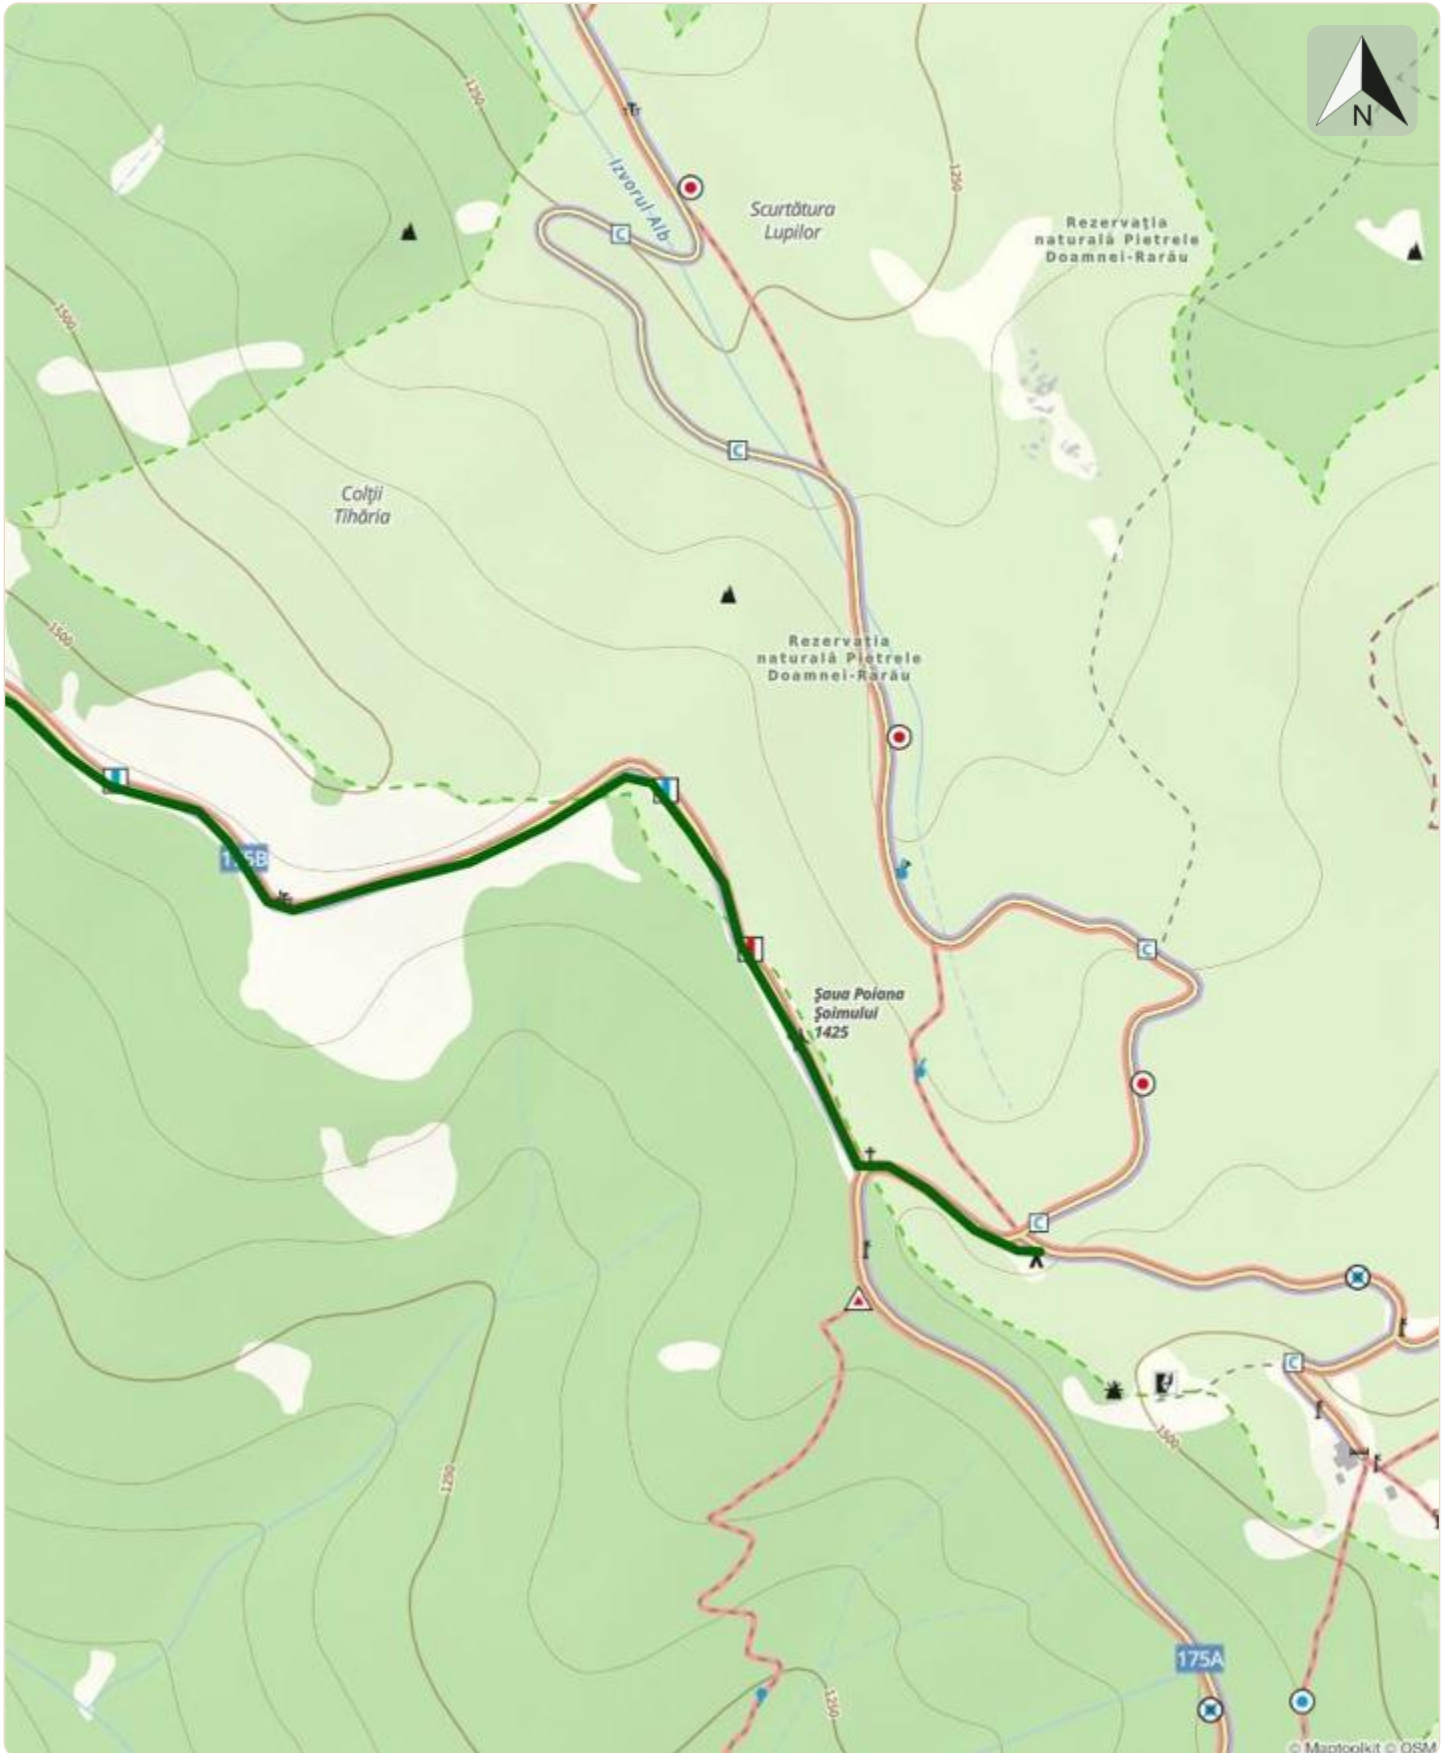 N
1250
Izvorul Alb
C
Scurtătura
Lupilor
1250
Rezervația
naturală Pietrele
Doamnei-Rarău
1500
C
Colții
Tihăria
1500
Rezervația
naturală Pietrele
Doamnei-Rarău
C
Șaua Poiana
Șoimului
1425
C
C
1500
1250
175A
1250
© Maptoolkit © OSM